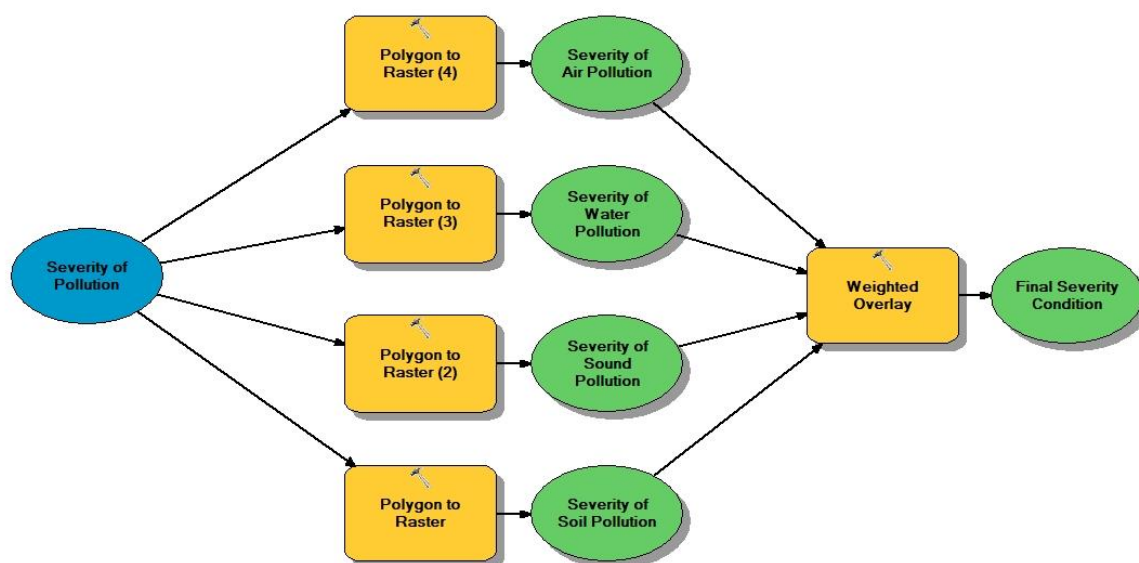 Severity of
Pollution
Polygon to
Raster (4)
Severity of
Air Pollution
Polygon to
Raster (3)
Severity of
Water
Pollution
Polygon to
Raster (2)
Severity of
Sound
Pollution
Polygon to
Raster
Severity of
Soil Pollution
Weighted
Overlay
Final Severity
Condition